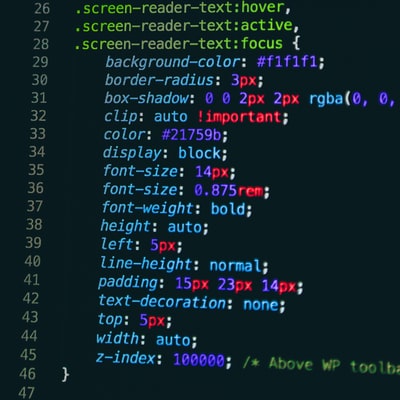 26 .screen-reader-text:hover,
27 .screen-reader-text:active,
28 .screen-reader-text:focus {
29 background-color: #f1f1f1;
30 border-radius: 3px;
31 box-shadow: 0 0 2px 2px rgba(0, 0,
32 clip: auto !important;
33 color: #21759b;
34 display: block;
35 font-size: 14px;
36 font-size: 0.875rem;
37 font-weight: bold;
38 height: auto;
39 left: 5px;
40 line-height: normal;
41 padding: 15px 23px 14px;
42 text-decoration: none;
43 top: 5px;
44 width: auto;
45 z-index: 100000; /* Above WP toolba
46 }
47